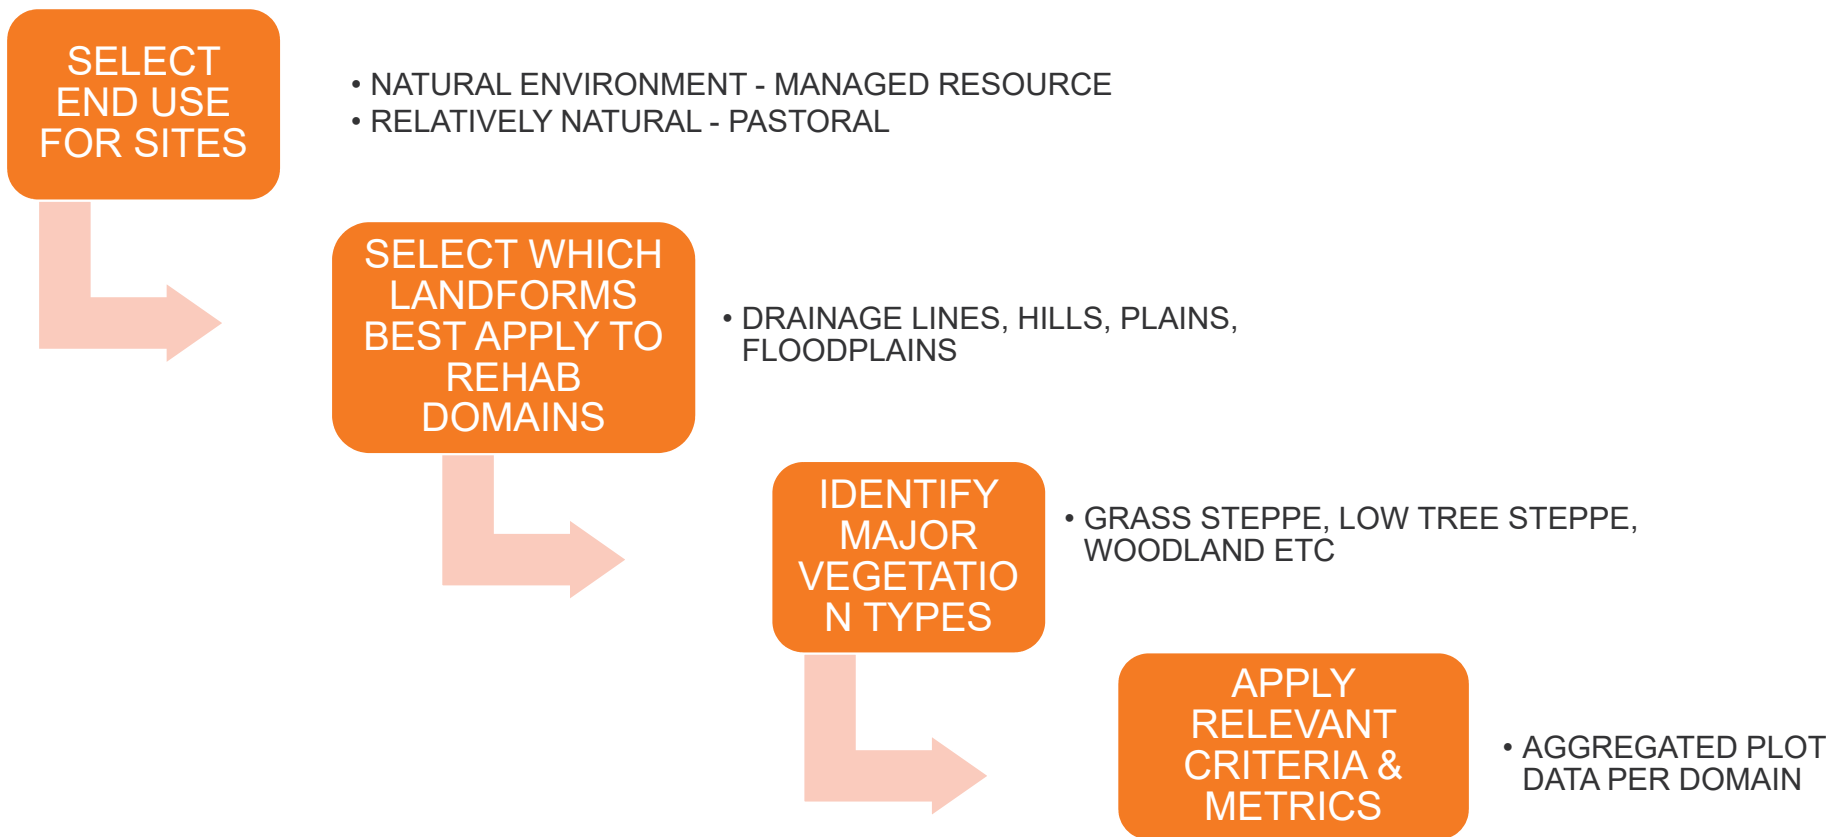 SELECT
END USE
FOR SITES
• NATURAL ENVIRONMENT - MANAGED RESOURCE
• RELATIVELY NATURAL - PASTORAL
SELECT WHICH
LANDFORMS
BEST APPLY TO
REHAB
DOMAINS
• DRAINAGE LINES, HILLS, PLAINS,
FLOODPLAINS
IDENTIFY
MAJOR
VEGETATIO
N TYPES
• GRASS STEPPE, LOW TREE STEPPE,
WOODLAND ETC
APPLY
RELEVANT
CRITERIA &
METRICS
• AGGREGATED PLOT
DATA PER DOMAIN